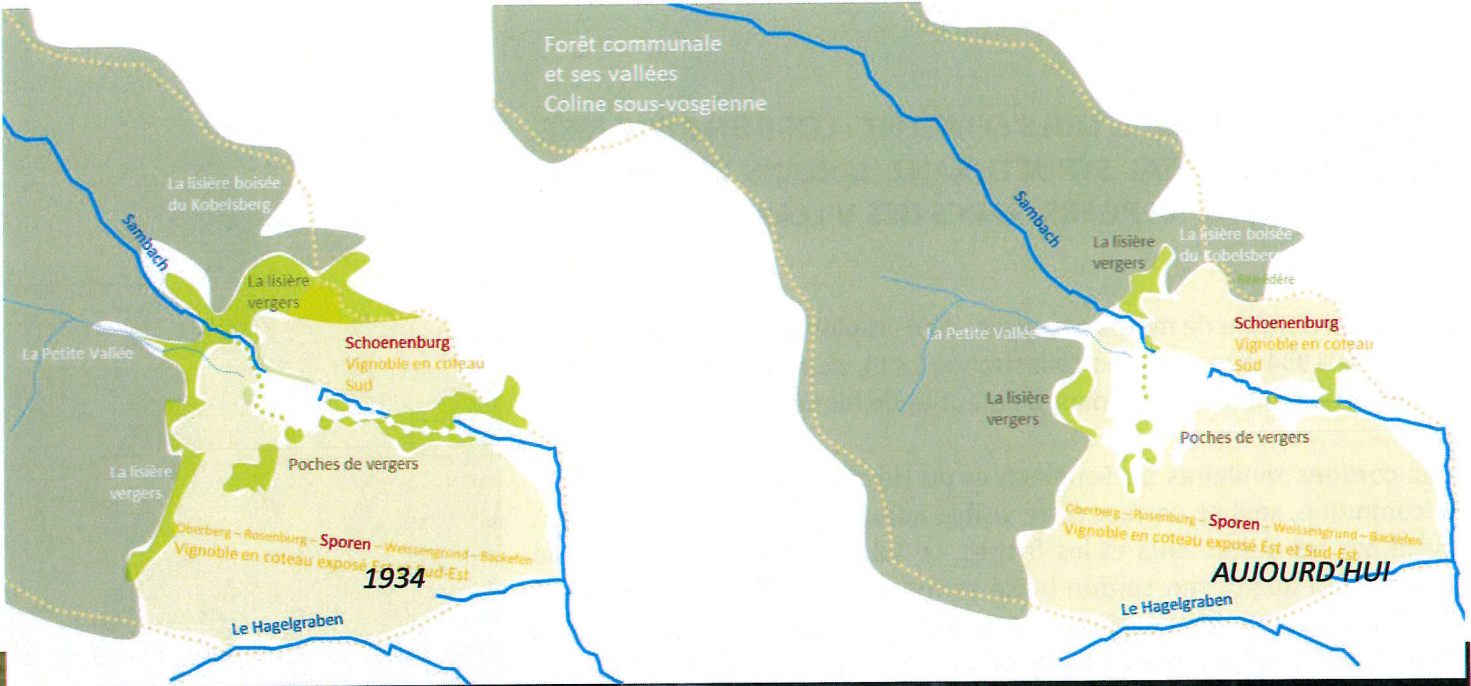 La lisière boisée
du Kobelsberg
Sambach
La lisière
vergers
La Petite Vallée
Schoenenburg
Vignoble en coteau
Sud
La lisière
vergers
Poches de vergers
Oberberg – Rosenburg – Sporen – Weissengrund – Backefen
Vignoble en coteau exposé Est et Sud-Est
1934
Le Hagelgraben
Forêt communale
et ses vallées
Coline sous-vosgienne
Sambach
La lisière
vergers
La lisière boisée
du Kobelsberg
La Petite Vallée
Schoenenburg
Vignoble en coteau
Sud
La lisière
vergers
Poches de vergers
Oberberg – Rosenburg – Sporen – Weissengrund – Backefen
Vignoble en coteau exposé Est et Sud-Est
AUJOURD'HUI
Le Hagelgraben